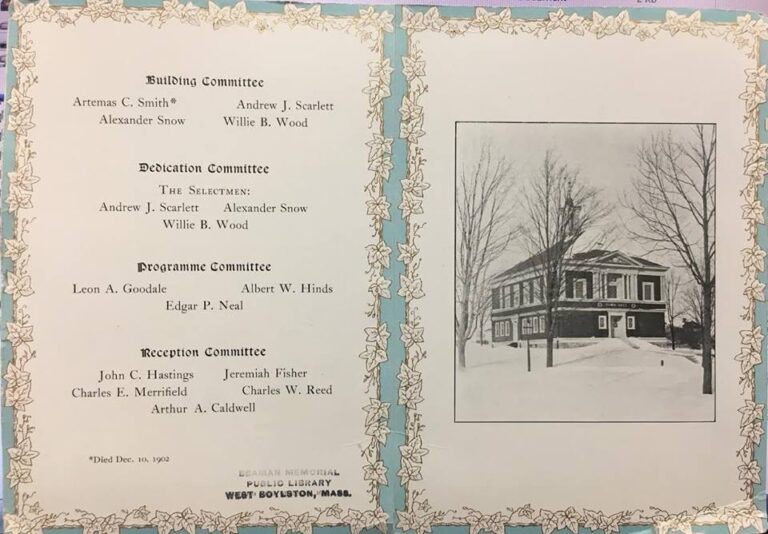 Building Committee
Artemas C. Smith* Andrew J. Scarlett
Alexander Snow Willie B. Wood
Dedication Committee
The Selectmen:
Andrew J. Scarlett Alexander Snow
Willie B. Wood
Programme Committee
Leon A. Goodale Albert W. Hinds
Edgar P. Neal
Reception Committee
John C. Hastings Jeremiah Fisher
Charles E. Merrifield Charles W. Reed
Arthur A. Caldwell
*Died Dec. 10, 1902
BEAMAN MEMORIAL
PUBLIC LIBRARY
WEST BOYLSTON, MASS.
TOWN HALL